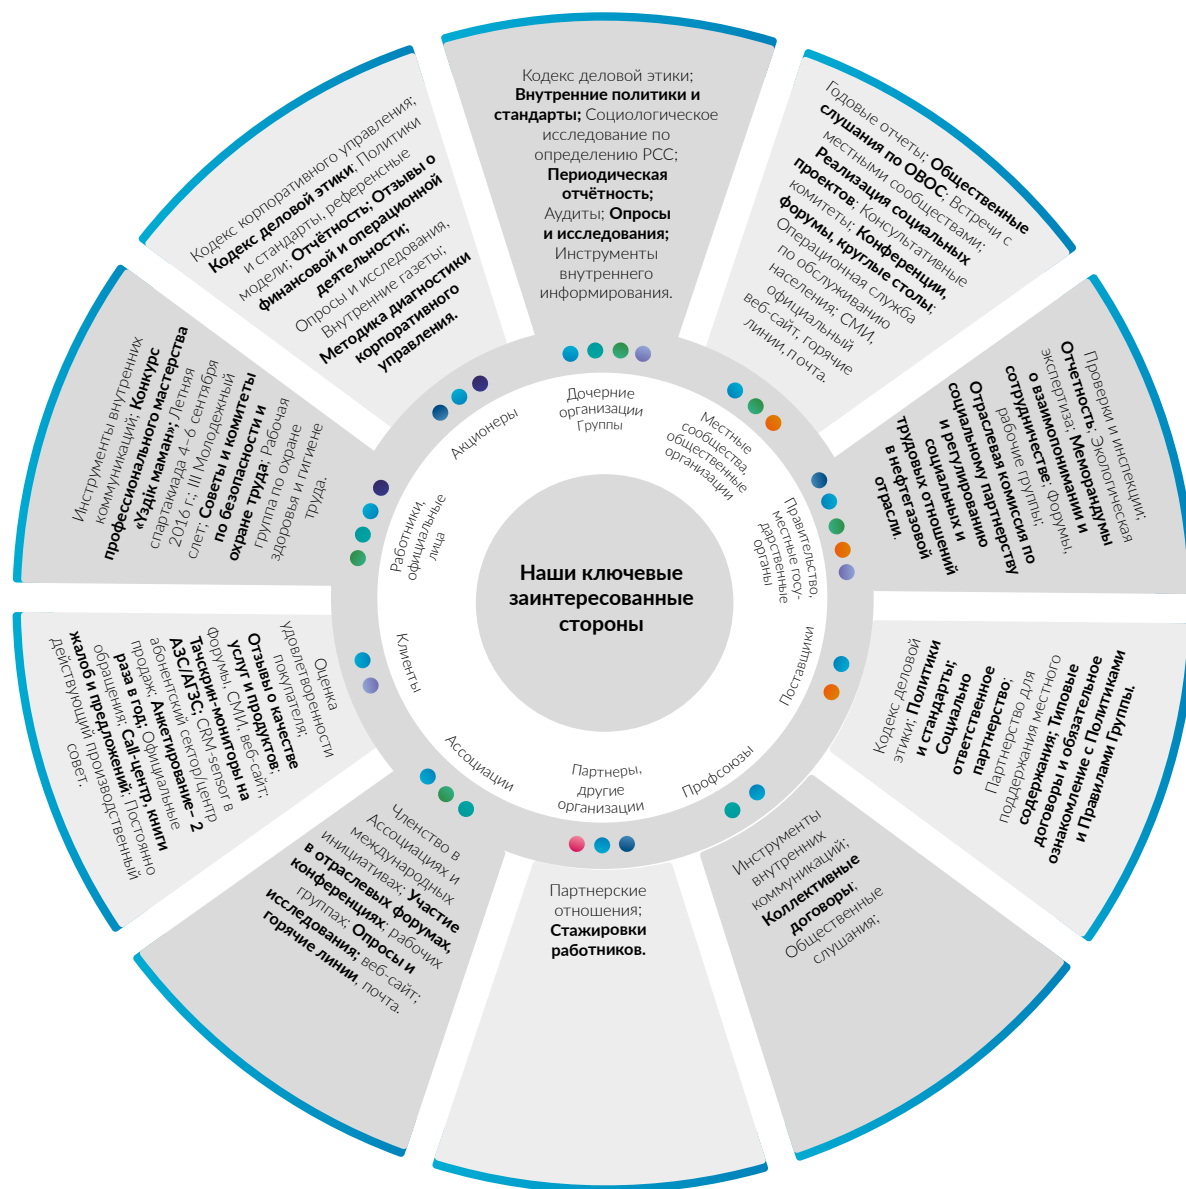 Наши ключевые
заинтересованные
стороны
Дочерние
организации
Группы
Кодекс деловой этики;
Внутренние политики и
стандарты; Социологическое
исследование по
определению РСС;
Периодическая
отчётность;
Аудиты; Опросы
и исследования;
Инструменты
внутреннего
информирования.
Местные
сообщества,
общественные
организации
Годовые отчеты; Общественные
слушания по ОВОС; Встречи с
местными сообществами;
Реализация социальных
проектов; Консультативные
комитеты; Конференции,
форумы, круглые столы;
Операционная служба
по обслуживанию
населения: СМИ,
официальный
веб-сайт, горячие
линии, почта.
Правительство,
местные госу-
дарственные
органы
Проверки и инспекции;
Отчетность; Экологическая
экспертиза; Меморандумы
о взаимопонимании и
сотрудничестве; Форумы,
рабочие группы;
Отраслевая комиссия по
социальному партнерству
и регулированию
социальных и
трудовых отношений
в нефтегазовой
отрасли.
Поставщики
Кодекс деловой
этики; Политики
и стандарты;
Социально
ответственное
партнерство;
Партнерство для
поддержания местного
содержания; Типовые
договоры и обязательное
ознакомление с Политиками
и Правилами Группы.
Профсоюзы
Инструменты
внутренних
коммуникаций;
Коллективные
договоры;
Общественные
слушания;
Партнеры,
другие
организации
Партнерские
отношения;
Стажировки
работников.
Ассоциации
Членство в
Ассоциациях и
международных
инициативах; Участие
в отраслевых форумах,
конференциях; рабочих
группах; Опросы и
исследования; веб-сайт;
горячие линии, почта.
Клиенты
Оценка
удовлетворенности
покупателя;
Отзывы о качестве
услуг и продуктов;
Форумы, СМИ, веб-сайт;
Тачскрин-мониторы на
АЗС/АГЗС; CRM-sensor в
абонентский сектор/центр
продаж; Анкетирование– 2
раза в год; Официальные
обращения; Call-центр, книги
жалоб и предложений; Постоянно
действующий производственный
совет.
Работники,
официальные
лица
Инструменты внутренних
коммуникаций; Конкурс
профессионального мастерства
«Үздік маман»; Летняя
спартакиада 4–6 сентября
2016 г.; III Молодежный
слет; Советы и комитеты
по безопасности и
охране труда; Рабочая
группа по охране
здоровья и гигиене
труда.
Акционеры
Кодекс корпоративного управления;
Кодекс деловой этики; Политики
и стандарты, референсные
модели; Отчётность; Отзывы о
финансовой и операционной
деятельности;
Опросы и исследования,
Внутренние газеты;
Методика диагностики
корпоративного
управления.